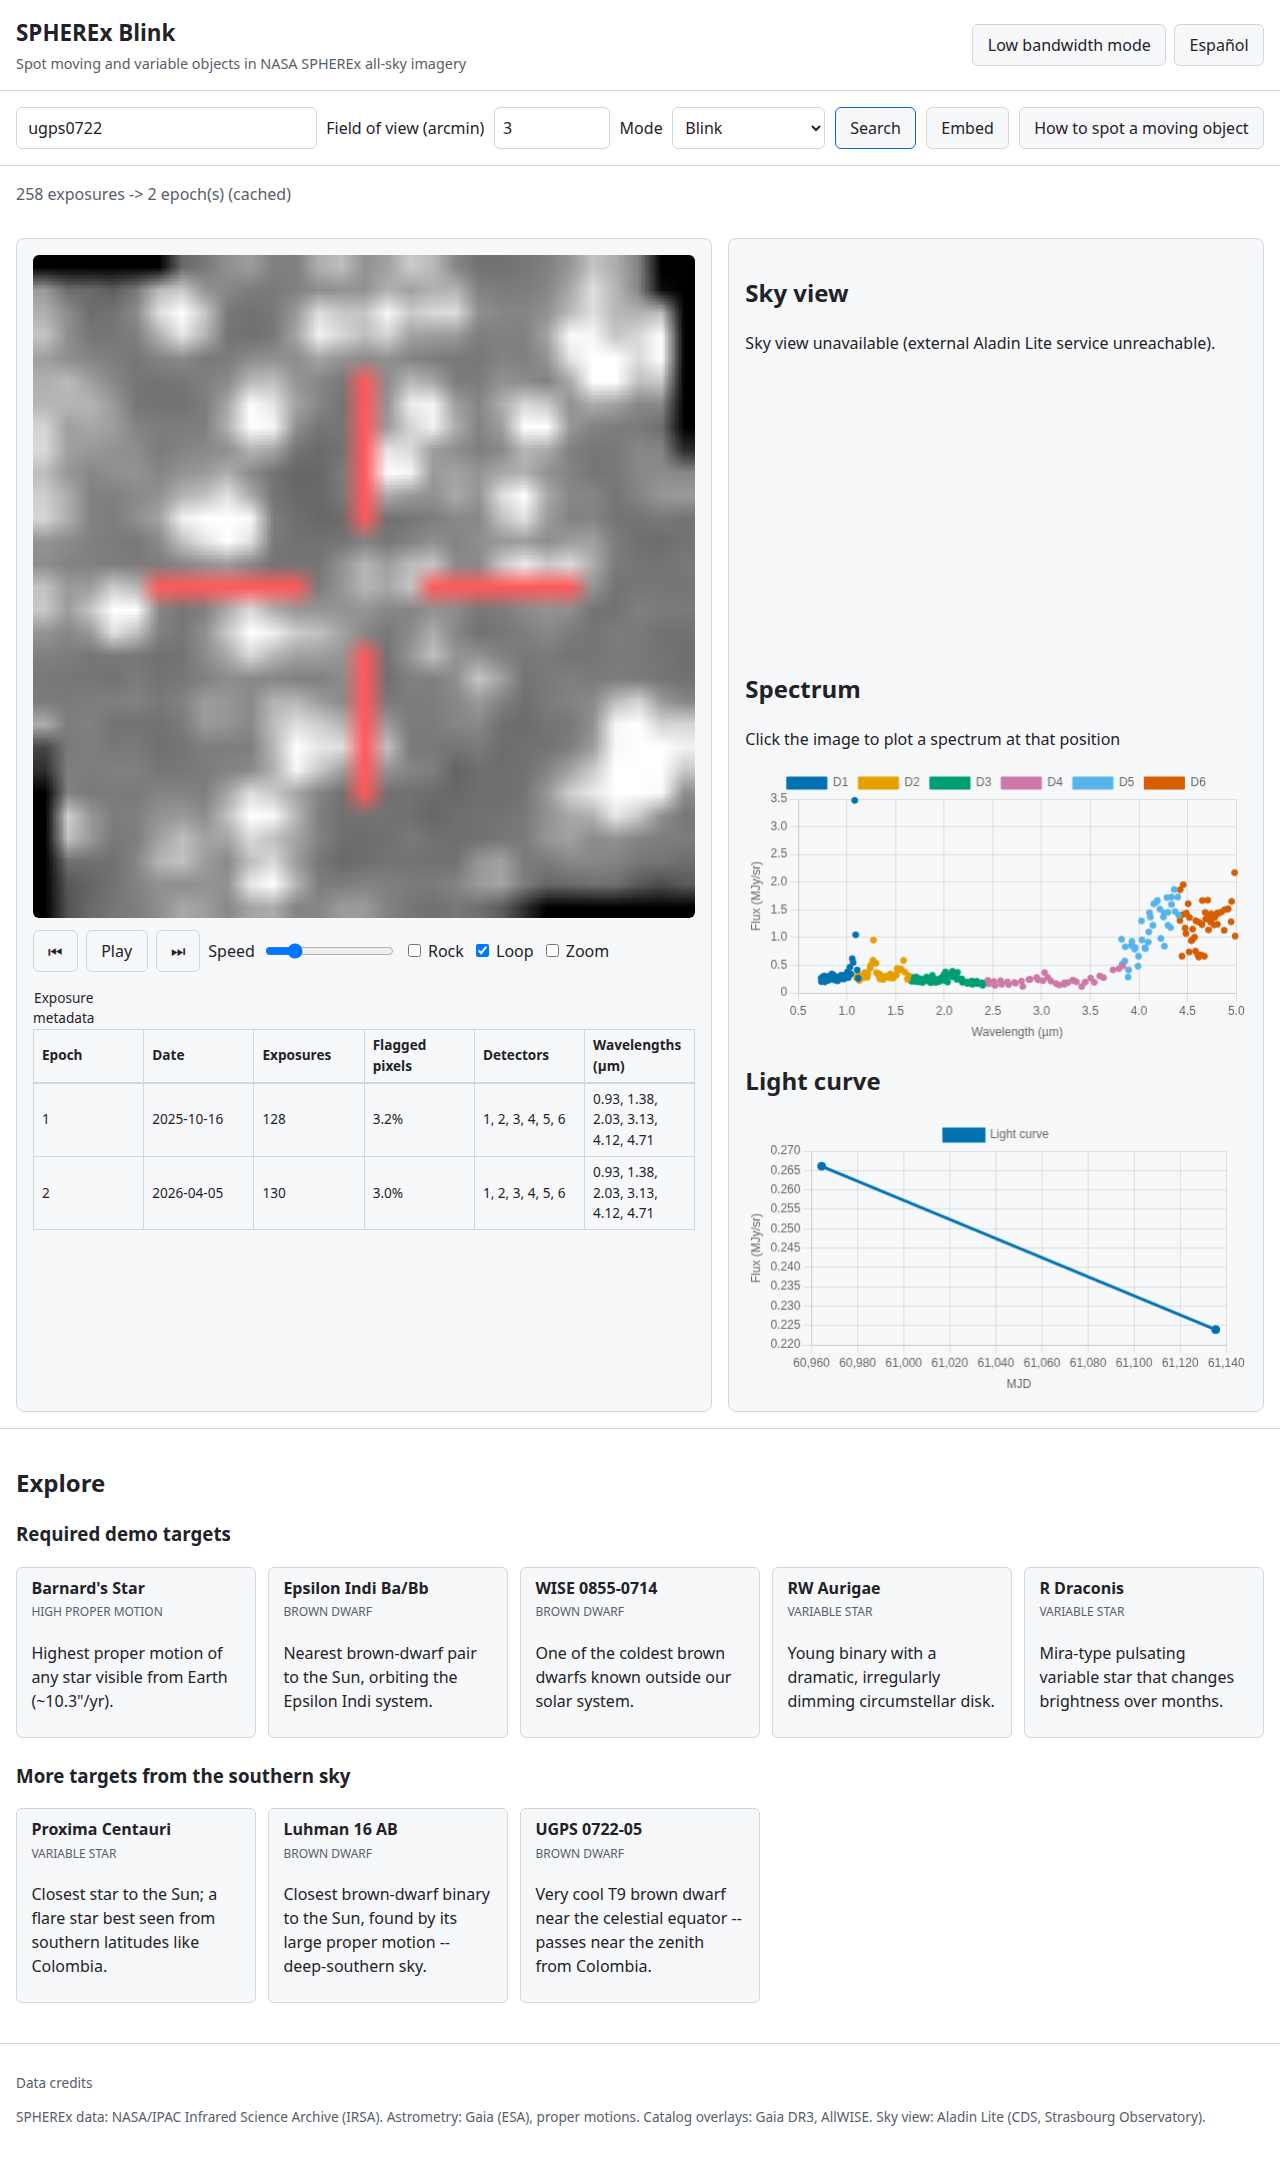 SPHEREx Blink
Spot moving and variable objects in NASA SPHEREx all-sky imagery
Low bandwidth mode
Español
ugps0722
Field of view (arcmin)
3
Mode
Blink
Search
Embed
How to spot a moving object
258 exposures -> 2 epoch(s) (cached)
Play
Speed
Rock
Loop
Zoom
Exposure
metadata
Epoch Date Exposures Flagged pixels Detectors Wavelengths (μm)
1 2025-10-16 128 3.2% 1, 2, 3, 4, 5, 6 0.93, 1.38,
2.03, 3.13,
4.12, 4.71
2 2026-04-05 130 3.0% 1, 2, 3, 4, 5, 6 0.93, 1.38,
2.03, 3.13,
4.12, 4.71
Sky view
Sky view unavailable (external Aladin Lite service unreachable).
Spectrum
Click the image to plot a spectrum at that position
D1 D2 D3 D4 D5 D6
3.5
3.0
2.5
2.0
1.5
1.0
0.5
0
Flux (MJy/sr)
0.5 1.0 1.5 2.0 2.5 3.0 3.5 4.0 4.5 5.0
Wavelength (μm)
Light curve
Light curve
0.270
0.265
0.260
0.255
0.250
0.245
0.240
0.235
0.230
0.225
0.220
Flux (MJy/sr)
60,960 60,980 61,000 61,020 61,040 61,060 61,080 61,100 61,120 61,140
MJD
Explore
Required demo targets
Barnard's Star
HIGH PROPER MOTION
Highest proper motion of
any star visible from Earth
(~10.3"/yr).
Epsilon Indi Ba/Bb
BROWN DWARF
Nearest brown-dwarf pair
to the Sun, orbiting the
Epsilon Indi system.
WISE 0855-0714
BROWN DWARF
One of the coldest brown
dwarfs known outside our
solar system.
RW Aurigae
VARIABLE STAR
Young binary with a
dramatic, irregularly
dimming circumstellar disk.
R Draconis
VARIABLE STAR
Mira-type pulsating
variable star that changes
brightness over months.
More targets from the southern sky
Proxima Centauri
VARIABLE STAR
Closest star to the Sun; a
flare star best seen from
southern latitudes like
Colombia.
Luhman 16 AB
BROWN DWARF
Closest brown-dwarf binary
to the Sun, found by its
large proper motion --
deep-southern sky.
UGPS 0722-05
BROWN DWARF
Very cool T9 brown dwarf
near the celestial equator --
passes near the zenith
from Colombia.
Data credits
SPHEREx data: NASA/IPAC Infrared Science Archive (IRSA). Astrometry: Gaia (ESA), proper motions. Catalog overlays: Gaia DR3, AllWISE. Sky view: Aladin Lite (CDS, Strasbourg Observatory).